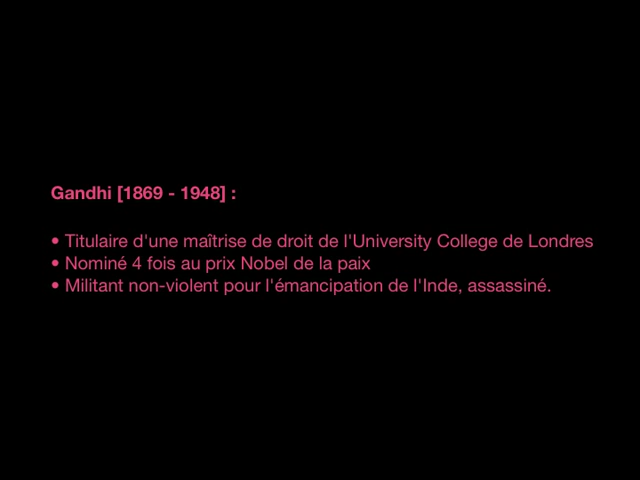 Gandhi [1869 - 1948] :
• Titulaire d'une maîtrise de droit de l'University College de Londres
• Nominé 4 fois au prix Nobel de la paix
• Militant non-violent pour l'émancipation de l'Inde, assassiné.